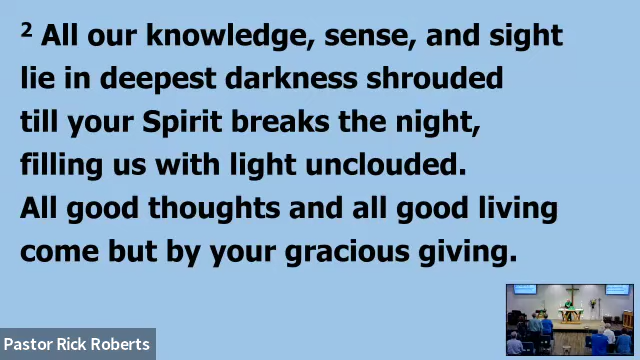 2 All our knowledge, sense, and sight
lie in deepest darkness shrouded
till your Spirit breaks the night,
filling us with light unclouded.
All good thoughts and all good living
come but by your gracious giving.
Pastor Rick Roberts